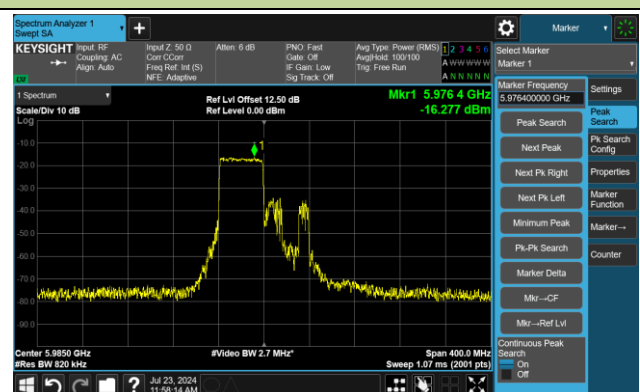 Spectrum Analyzer 1
Swept SA
Marker
KEYSIGHT
Input: RF
Coupling: AC
Align: Auto
Input Z: 50 Ω
Corr CCorr
Freq Ref: Int (S)
NFE: Adaptive
Atten: 6 dB
PNO: Fast
Gate: Off
IF Gain: Low
Sig Track: Off
Avg Type: Power (RMS)
Avg|Hold: 100/100
Trig: Free Run
1 2 3 4 5 6
A W W W W W
A N N N N N
Select Marker
Marker 1
1 Spectrum
Scale/Div 10 dB
Log
Ref Lvl Offset 12.50 dB
Ref Level 0.00 dBm
Mkr1 5.976 4 GHz
-16.277 dBm
1
-10.0
-20.0
-30.0
-40.0
-50.0
-60.0
-70.0
-80.0
-90.0
Center 5.9850 GHz
#Res BW 820 kHz
#Video BW 2.7 MHz*
Span 400.0 MHz
Sweep 1.07 ms (2001 pts)
Marker Frequency
5.976400000 GHz
Peak Search
Next Peak
Next Pk Right
Next Pk Left
Minimum Peak
Pk-Pk Search
Marker Delta
Mkr→CF
Mkr→Ref Lvl
Continuous Peak
Search
On
Off
Settings
Peak
Search
Pk Search
Config
Properties
Marker
Function
Marker→
Counter
Jul 23, 2024
11:58:14 AM